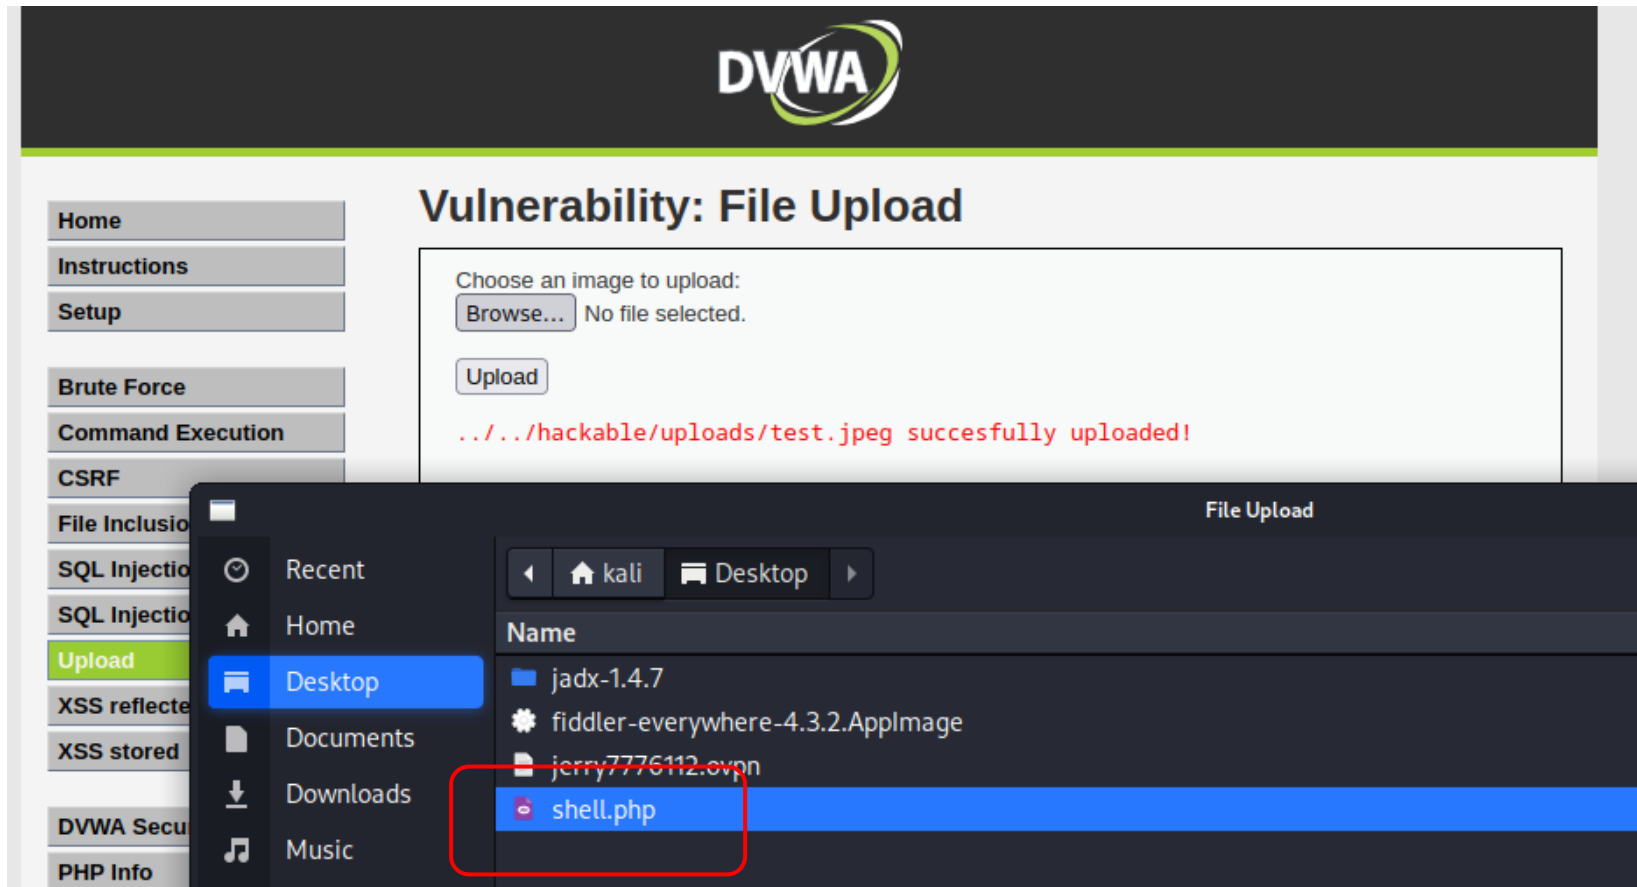 DVWA
Vulnerability: File Upload
Home
Instructions
Setup
Brute Force
Command Execution
CSRF
File Inclusio
SQL Injectio
SQL Injectio
Upload
XSS reflecte
XSS stored
DVWA Secu
PHP Info
Choose an image to upload:
Browse... No file selected.
Upload
../../hackable/uploads/test.jpeg succesfully uploaded!
File Upload
Recent
Home
Desktop
Documents
Downloads
Music
kali Desktop
Name
jadx-1.4.7
fiddler-everywhere-4.3.2.AppImage
jerry7776112.ovpn
shell.php